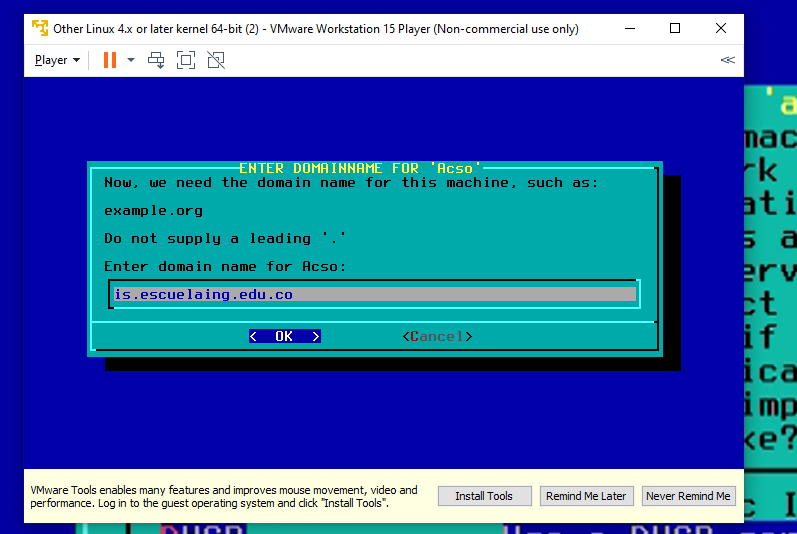 Other Linux 4.x or later kernel 64-bit (2) - VMware Workstation 15 Player (Non-commercial use only)
Player
ENTER DOMAINNAME FOR 'Acso'
Now, we need the domain name for this machine, such as:
example.org
Do not supply a leading '.'
Enter domain name for Acso:
is.escuelaing.edu.co
< OK > <Cancel>
VMware Tools enables many features and improves mouse movement, video and
performance. Log in to the guest operating system and click "Install Tools".
Install Tools Remind Me Later Never Remind Me